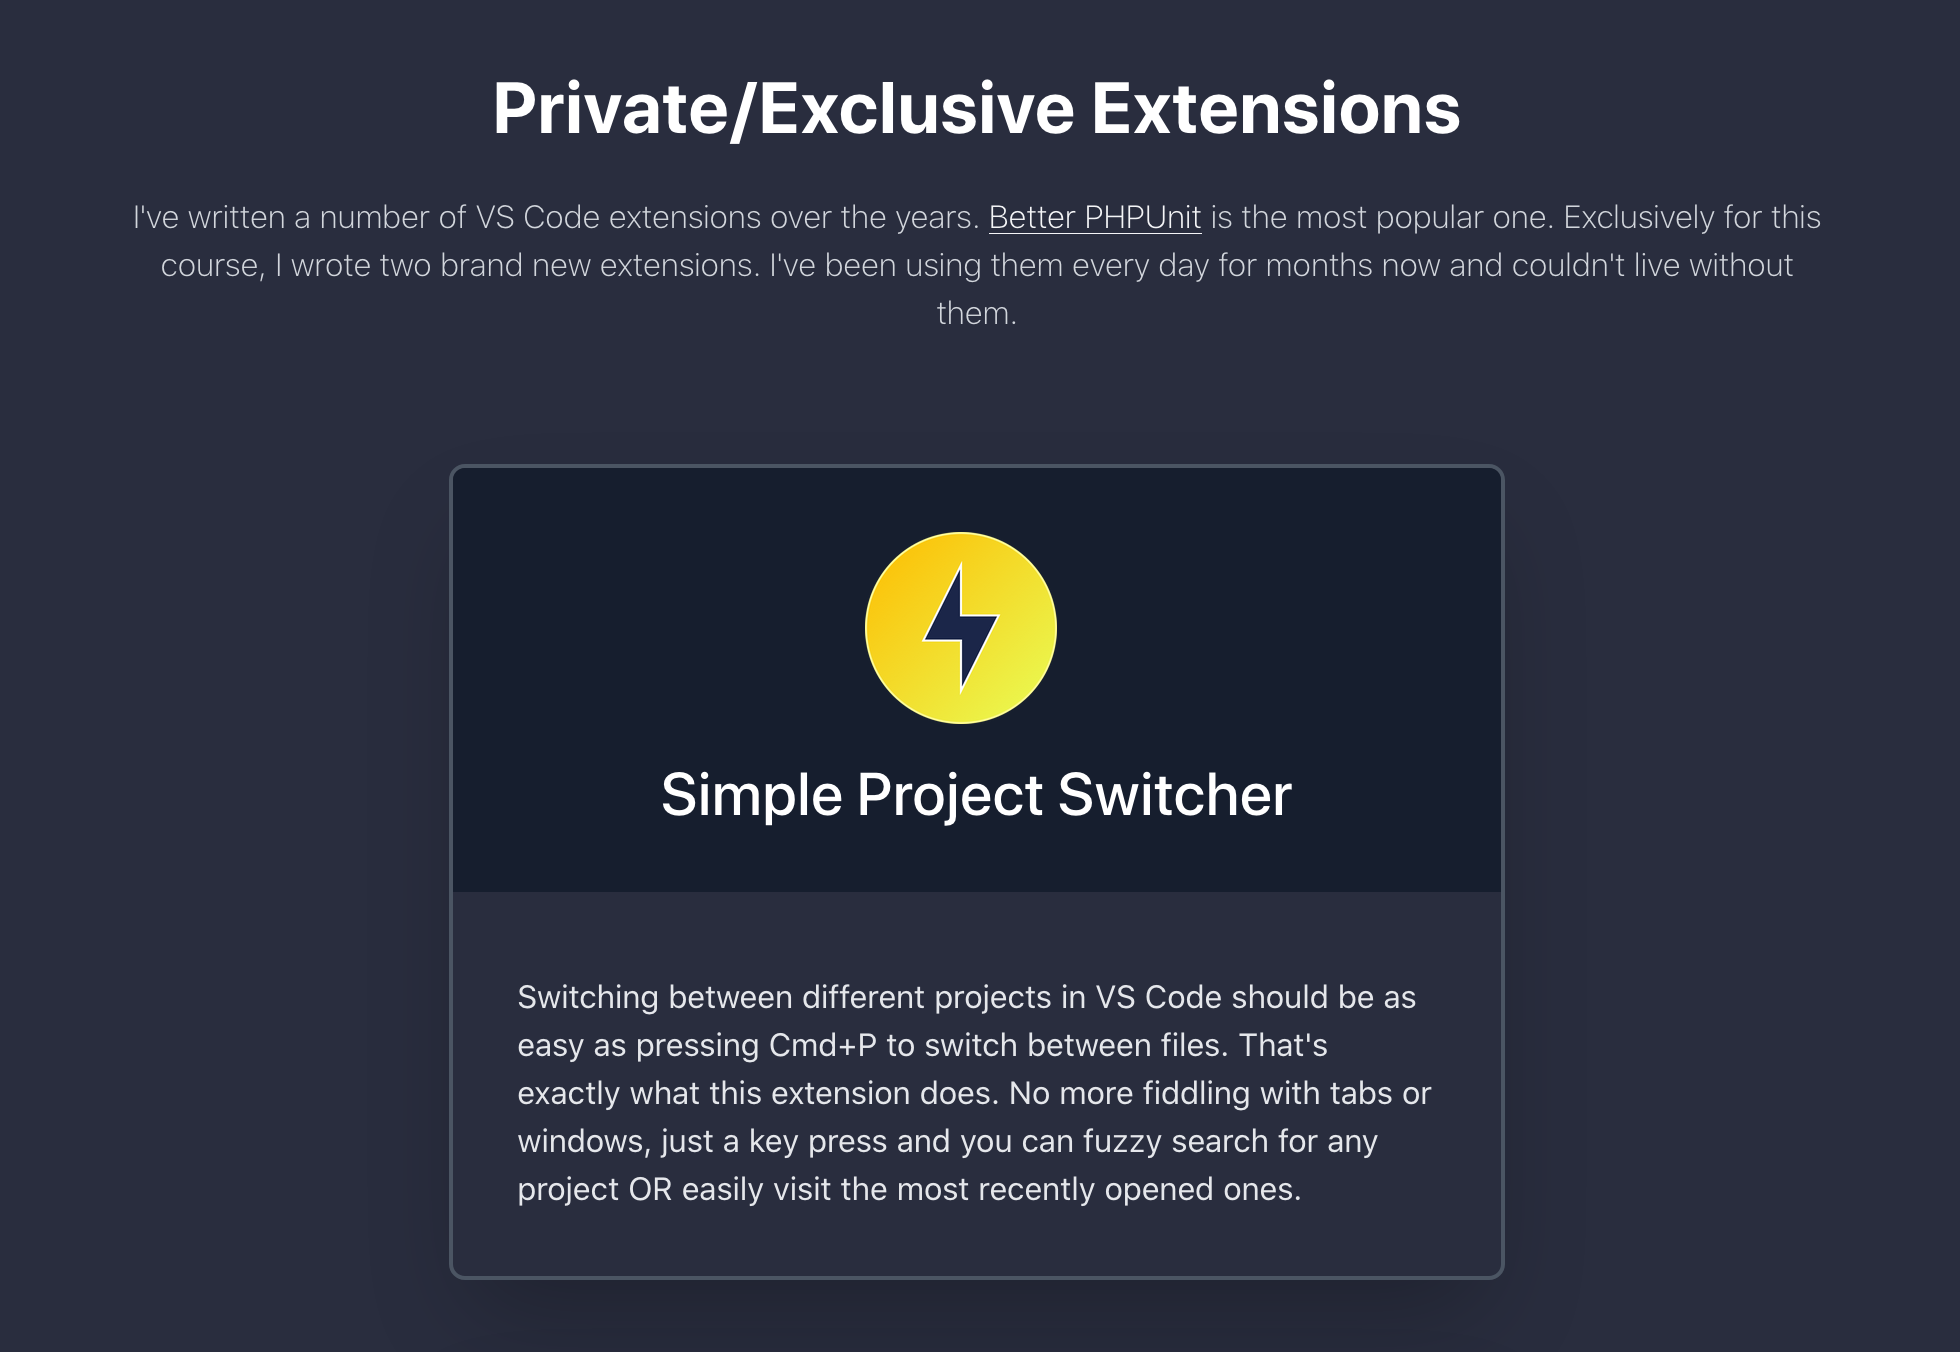 Private/Exclusive Extensions
I've written a number of VS Code extensions over the years. Better PHPUnit is the most popular one. Exclusively for this
course, I wrote two brand new extensions. I've been using them every day for months now and couldn't live without
them.
Simple Project Switcher
Switching between different projects in VS Code should be as
easy as pressing Cmd+P to switch between files. That's
exactly what this extension does. No more fiddling with tabs or
windows, just a key press and you can fuzzy search for any
project OR easily visit the most recently opened ones.